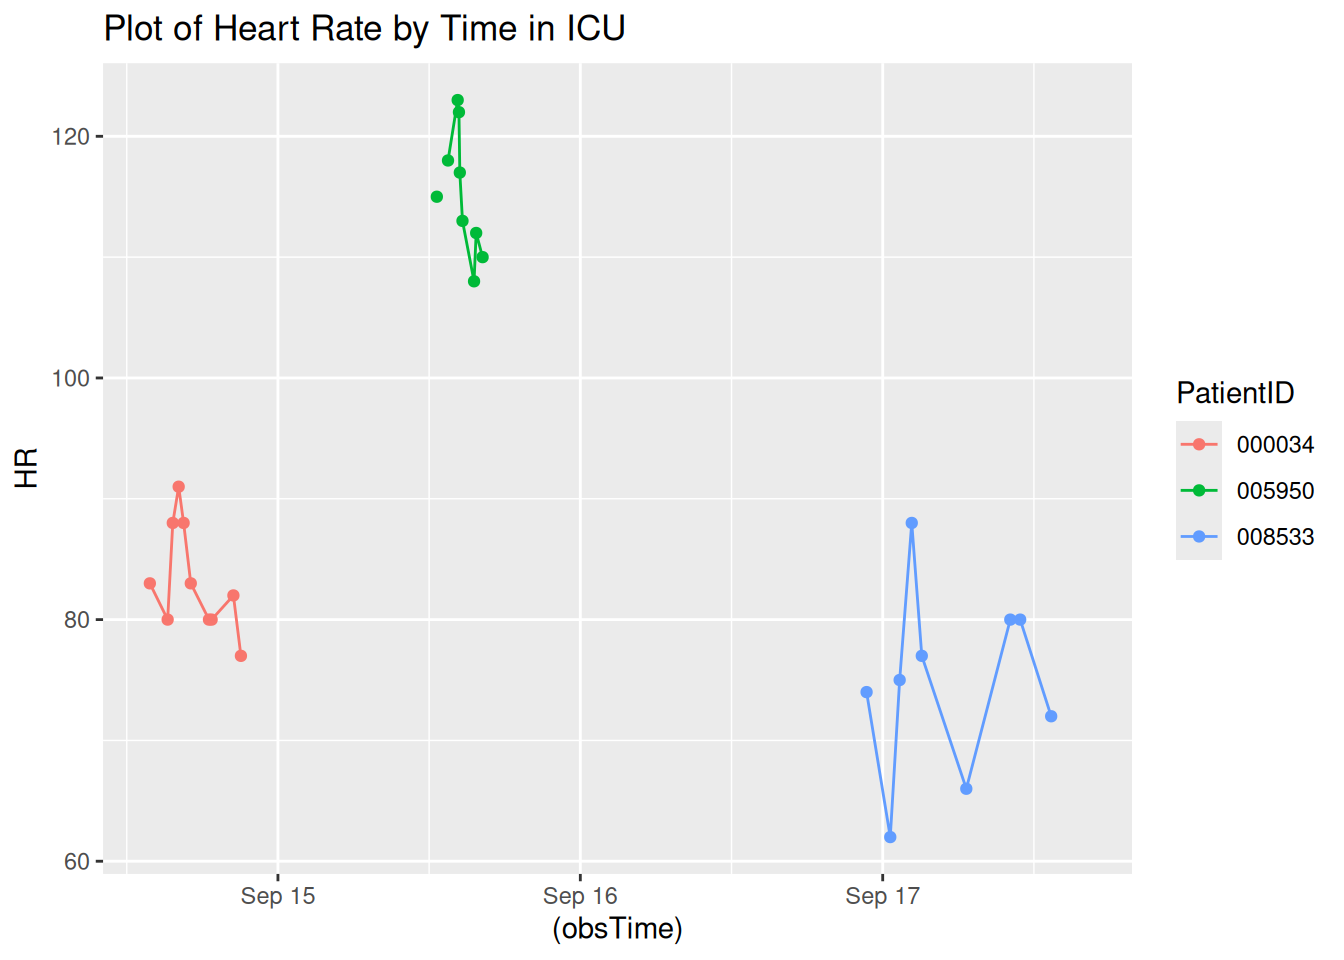 Plot of Heart Rate by Time in ICU
120
100
80
60
HR
Sep 15 Sep 16 Sep 17
(obsTime)
PatientID
000034
005950
008533